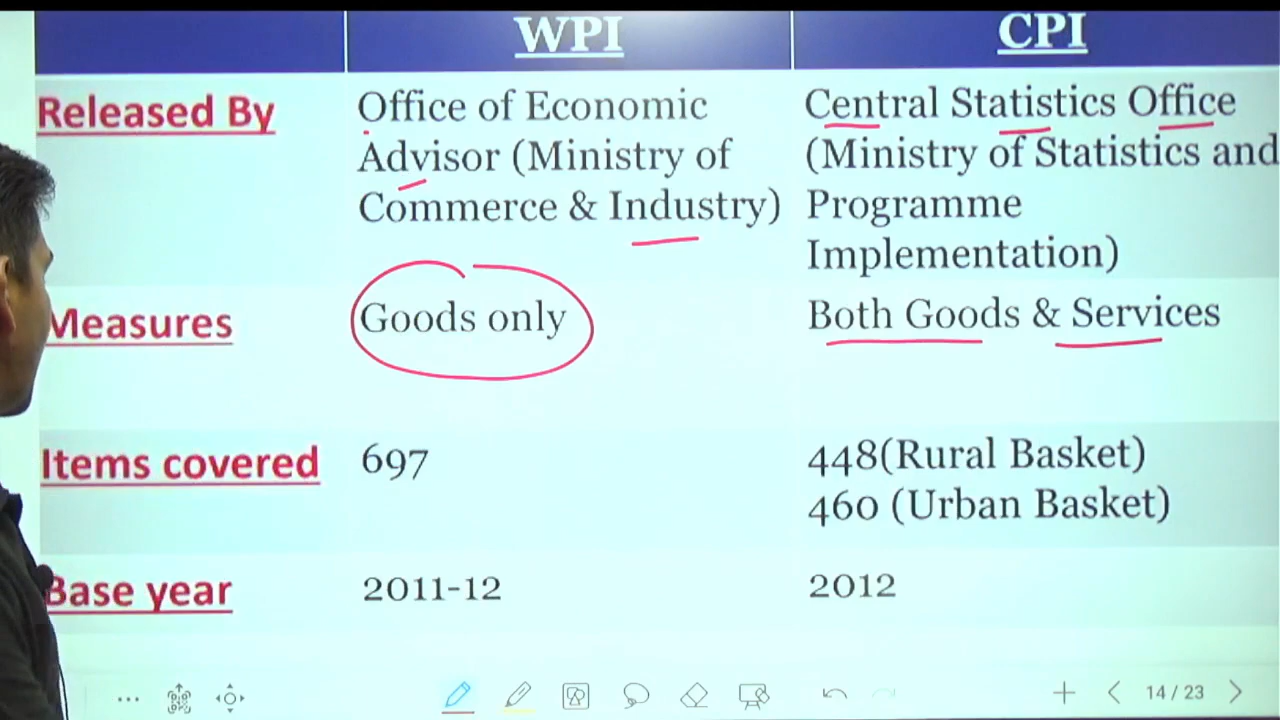 WPI
CPI
Released By
Office of Economic
Advisor (Ministry of
Commerce & Industry)
Central Statistics Office
(Ministry of Statistics and
Programme
Implementation)
Measures
Goods only
Both Goods & Services
Items covered
697
448(Rural Basket)
460 (Urban Basket)
Base year
2011-12
2012
14 / 23